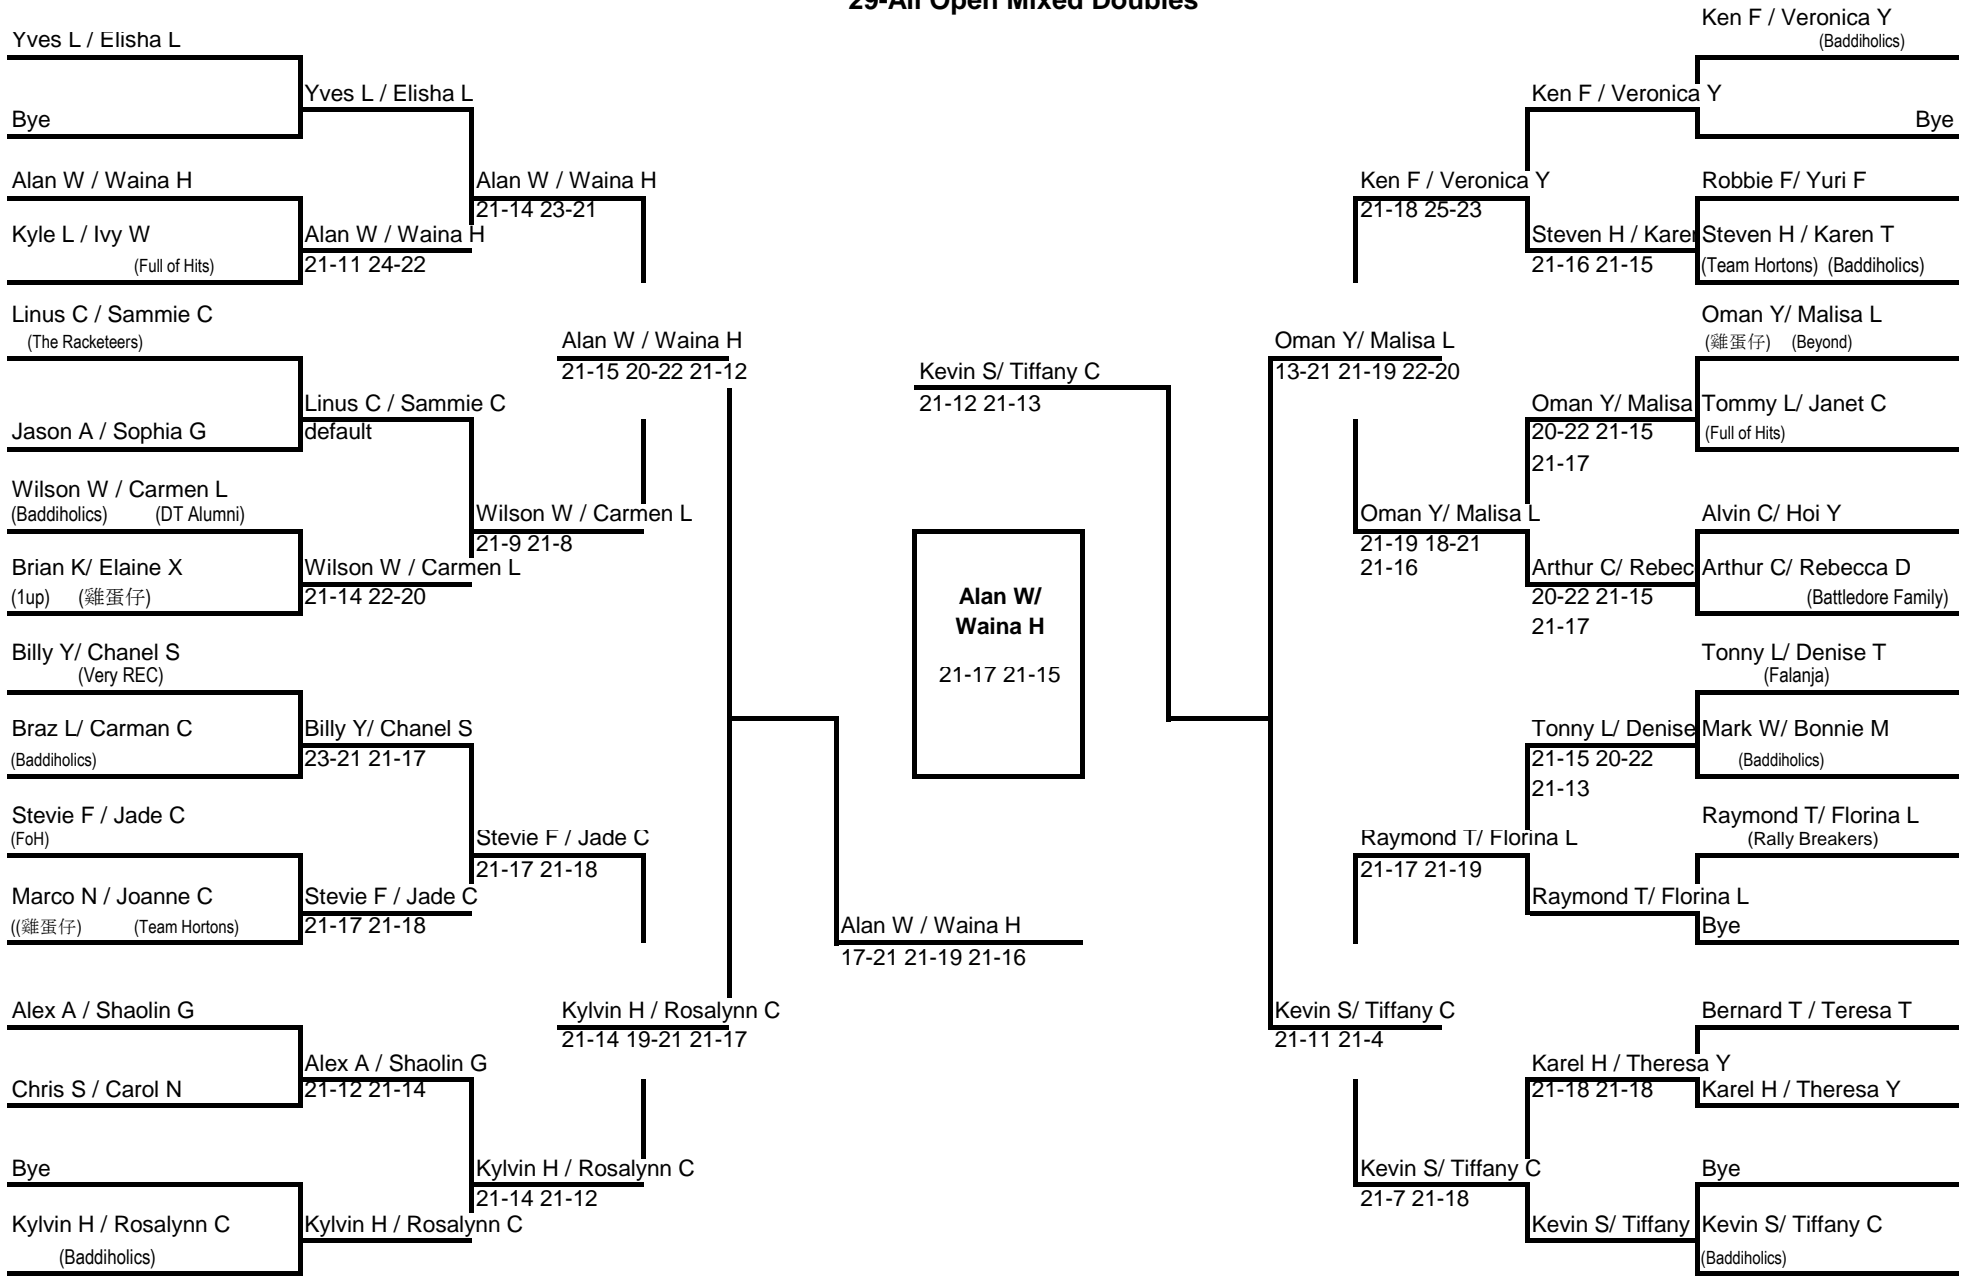 29-All Open Mixed Doubles
Yves L / Elisha L
Bye
Alan W / Waina H
Kyle L / Ivy W
(Full of Hits)
Linus C / Sammie C
(The Racketeers)
Jason A / Sophia G
Wilson W / Carmen L
(Baddiholics) (DT Alumni)
Brian K/ Elaine X
(1up) (雞蛋仔)
Billy Y/ Chanel S
(Very REC)
Braz L/ Carman C
(Baddiholics)
Stevie F / Jade C
(FoH)
Marco N / Joanne C
((雞蛋仔) (Team Hortons)
Alex A / Shaolin G
Chris S / Carol N
Bye
Kylvin H / Rosalynn C
(Baddiholics)
Yves L / Elisha L
Alan W / Waina H
21-11 24-22
Linus C / Sammie C
default
Wilson W / Carmen L
21-14 22-20
Billy Y/ Chanel S
23-21 21-17
Stevie F / Jade C
21-17 21-18
Alex A / Shaolin G
21-12 21-14
Kylvin H / Rosalynn C
Alan W / Waina H
21-14 23-21
Wilson W / Carmen L
21-9 21-8
Stevie F / Jade C
21-17 21-18
Kylvin H / Rosalynn C
21-14 21-12
Alan W / Waina H
21-15 20-22 21-12
Kylvin H / Rosalynn C
21-14 19-21 21-17
Alan W / Waina H
17-21 21-19 21-16
Kevin S/ Tiffany C
21-12 21-13
Alan W/
Waina H
21-17 21-15
Oman Y/ Malisa L
13-21 21-19 22-20
Kevin S/ Tiffany C
21-11 21-4
Ken F / Veronica Y
21-18 25-23
Oman Y/ Malisa L
21-19 18-21
21-16
Raymond T/ Florina L
21-17 21-19
Kevin S/ Tiffany C
21-7 21-18
Ken F / Veronica Y
Steven H / Karen
21-16 21-15
Oman Y/ Malisa
20-22 21-15
21-17
Arthur C/ Rebec
20-22 21-15
21-17
Tonny L/ Denise
21-15 20-22
21-13
Raymond T/ Florina L
Karel H / Theresa Y
21-18 21-18
Kevin S/ Tiffany
Ken F / Veronica Y
(Baddiholics)
Bye
Robbie F/ Yuri F
Steven H / Karen T
(Team Hortons) (Baddiholics)
Oman Y/ Malisa L
(雞蛋仔) (Beyond)
Tommy L/ Janet C
(Full of Hits)
Alvin C/ Hoi Y
Arthur C/ Rebecca D
(Battledore Family)
Tonny L/ Denise T
(Falanja)
Mark W/ Bonnie M
(Baddiholics)
Raymond T/ Florina L
(Rally Breakers)
Bye
Bernard T / Teresa T
Karel H / Theresa Y
Bye
Kevin S/ Tiffany C
(Baddiholics)